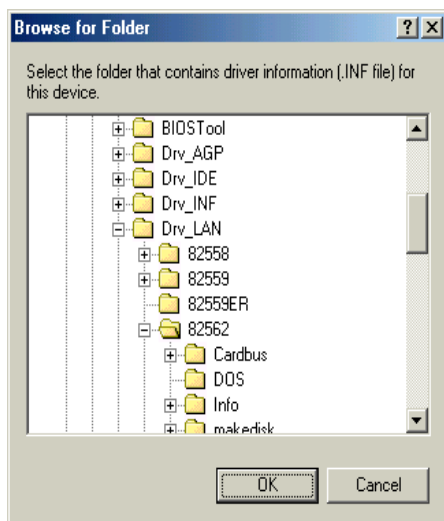 Browse for Folder
Select the folder that contains driver information (.INF file) for
this device.
BIOSTool
Drv_AGP
Drv_IDE
Drv_INF
Drv_LAN
82558
82559
82559ER
82562
Cardbus
DOS
Info
makedisk
OK
Cancel